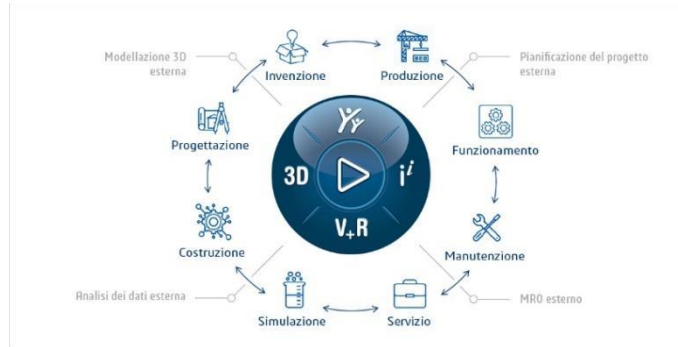 Modellazione 3D
esterna
Invenzione
Produzione
Pianificazione del progetto
esterna
Progettazione
Funzionamento
3D
i i
V+R
Costruzione
Manutenzione
Analisi dei dati esterna
Simulazione
Servizio
MRO esterno